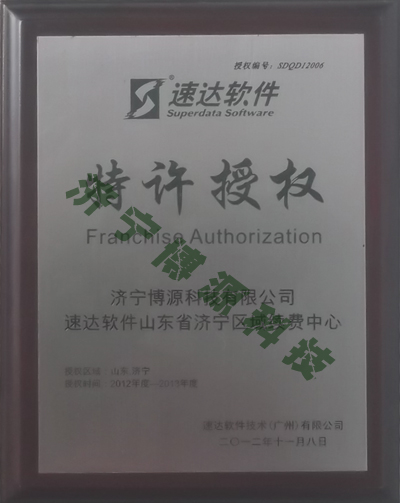 授权编号：SDQD12006
速达软件
Superdata Software
特许授权
Franchise Authorization
济宁博源科技有限公司
速达软件山东省济宁区域续费中心
授权区域：山东.济宁
授权时间：2012年度—2013年度
速达软件技术(广州)有限公司
二〇一二年十一月八日
济宁博源科技